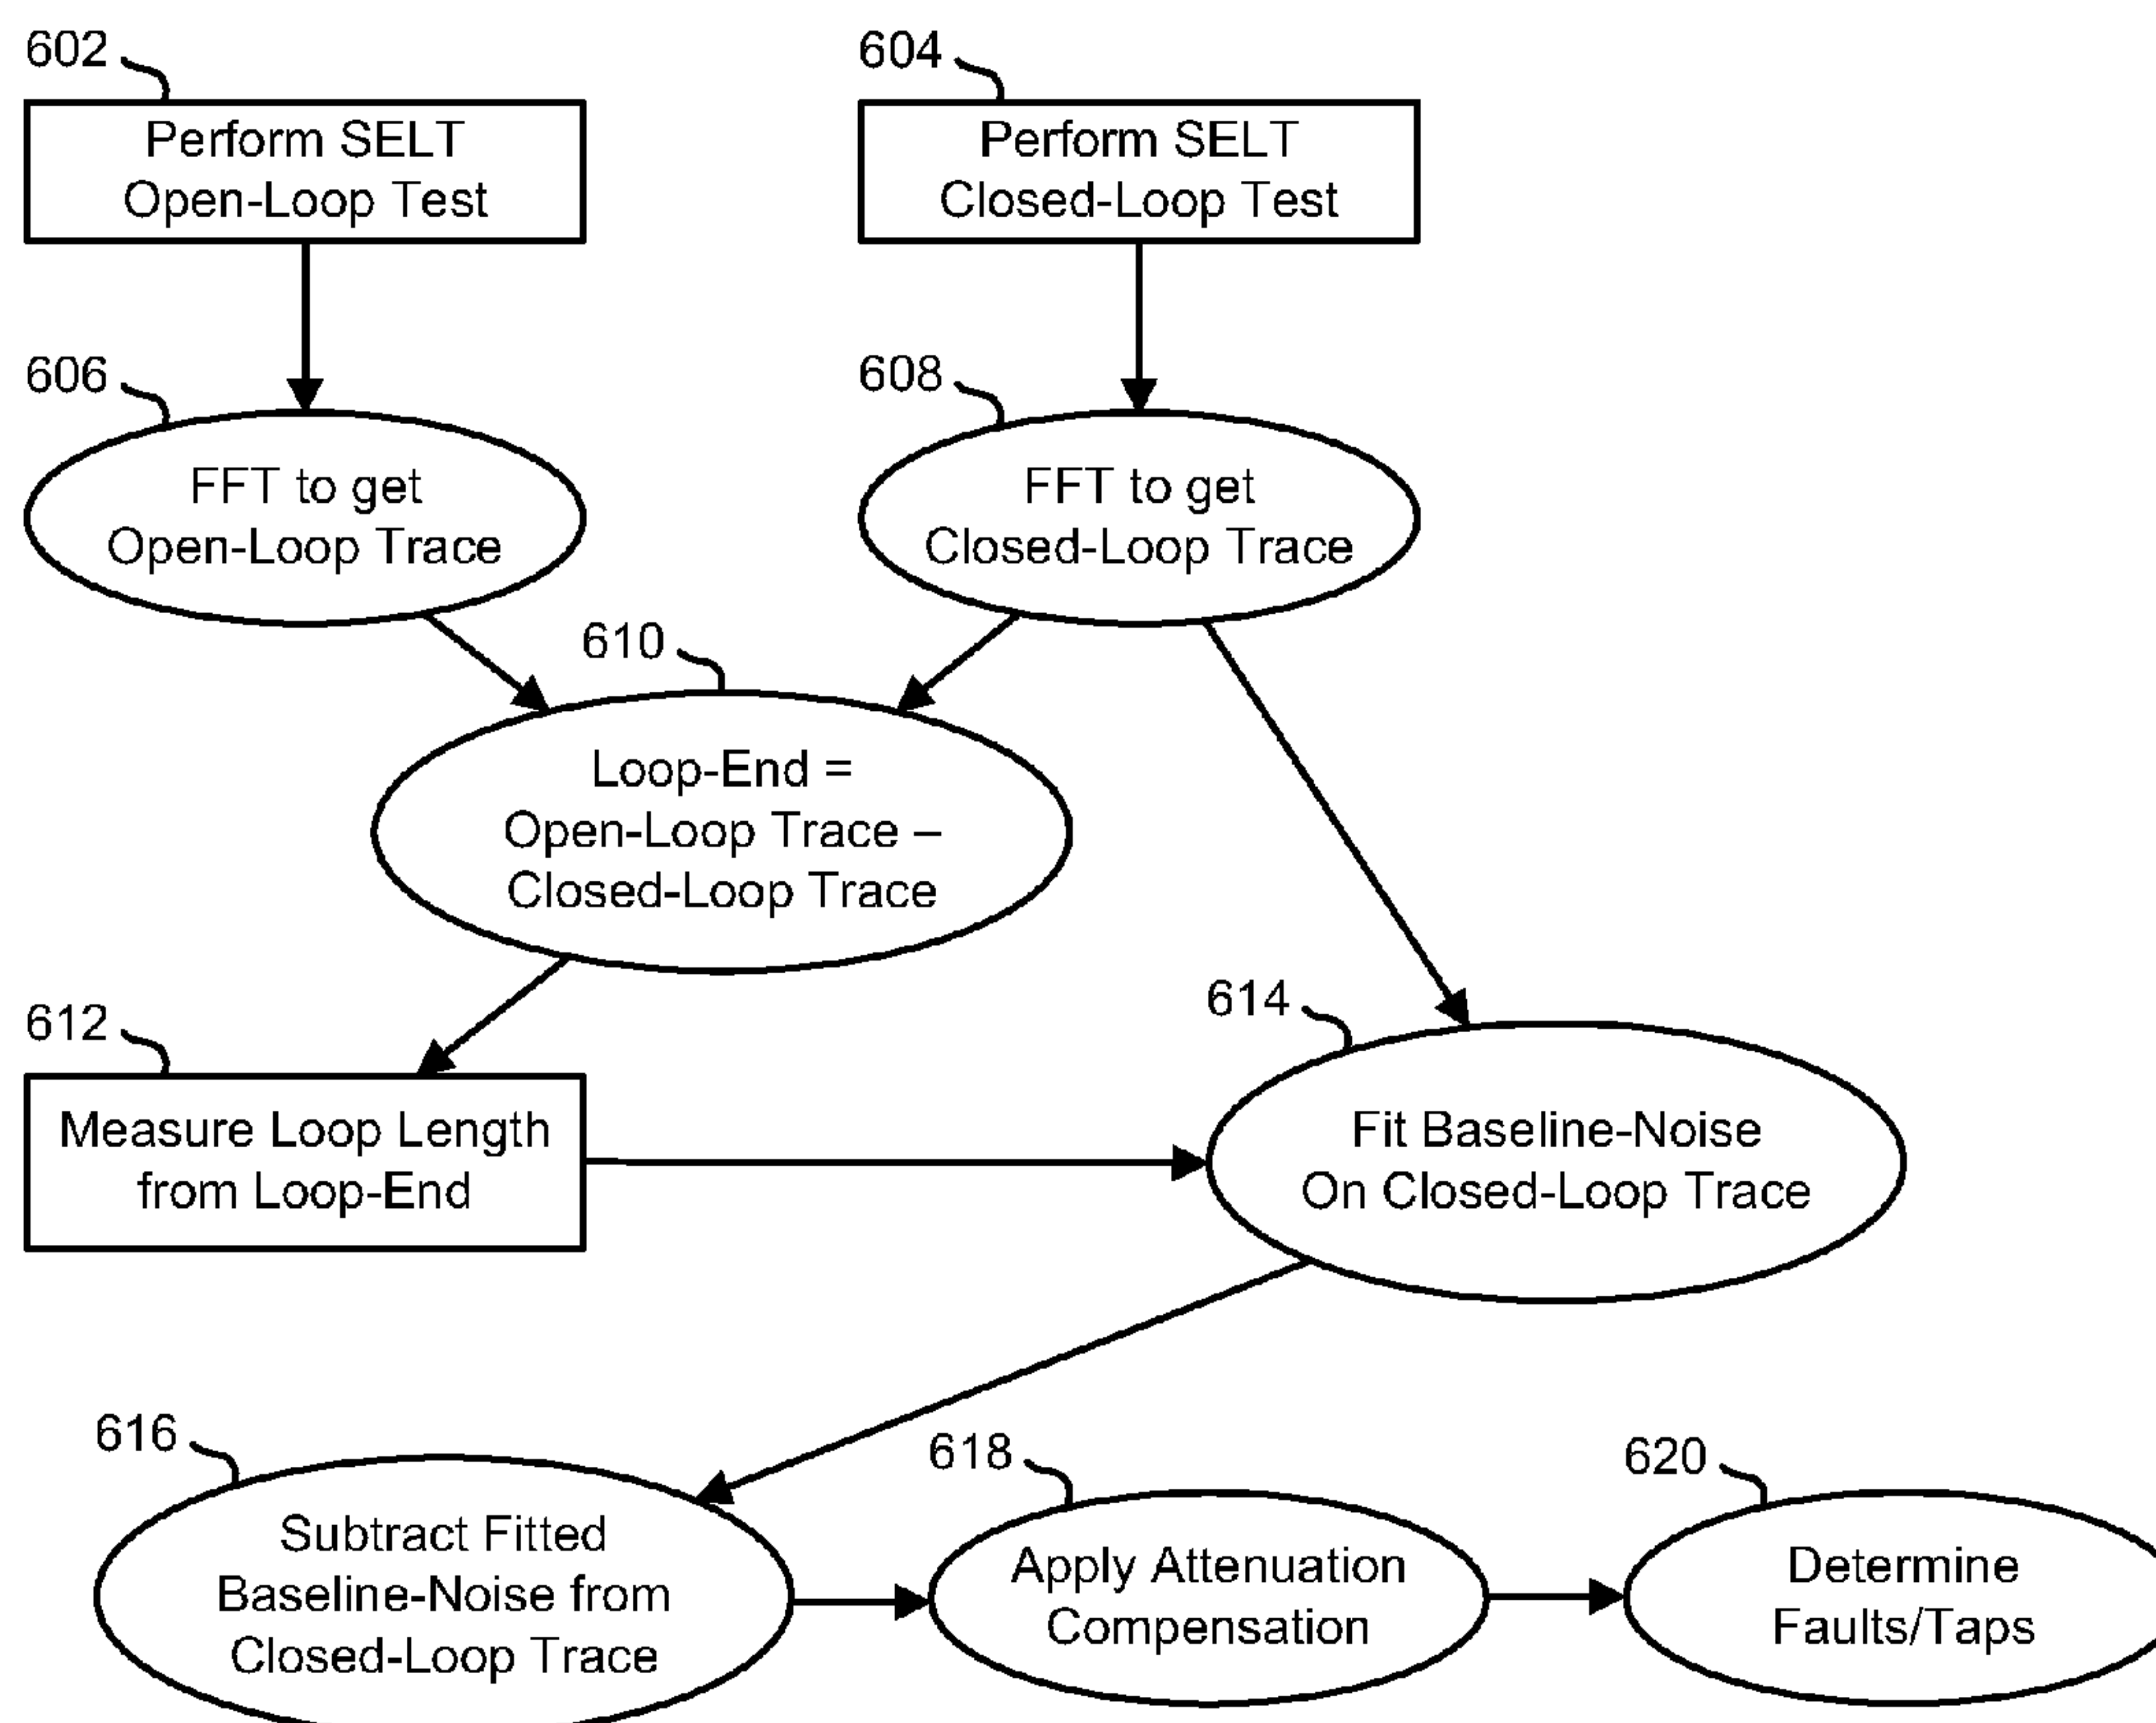 602
604
Perform SELT
Open-Loop Test
Perform SELT
Closed-Loop Test
606
608
FFT to get
Open-Loop Trace
FFT to get
Closed-Loop Trace
610
Loop-End =
Open-Loop Trace –
Closed-Loop Trace
612
614
Measure Loop Length
from Loop-End
Fit Baseline-Noise
On Closed-Loop Trace
616
618
620
Subtract Fitted
Baseline-Noise from
Closed-Loop Trace
Apply Attenuation
Compensation
Determine
Faults/Taps